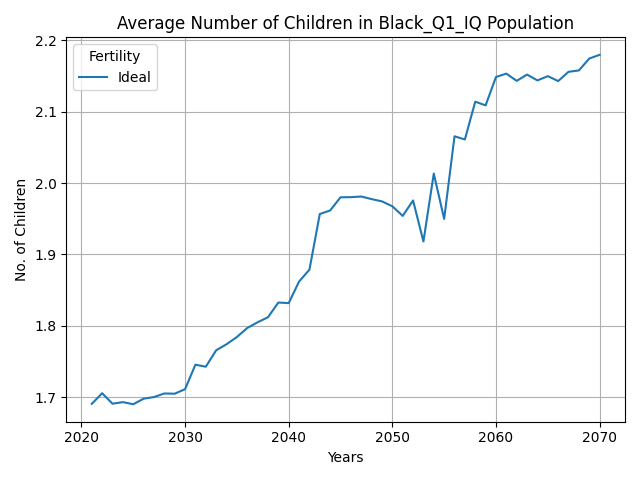 Average Number of Children in Black_Q1_IQ Population
Fertility
Ideal
No. of Children
2.2
2.1
2.0
1.9
1.8
1.7
2020 2030 2040 2050 2060 2070
Years